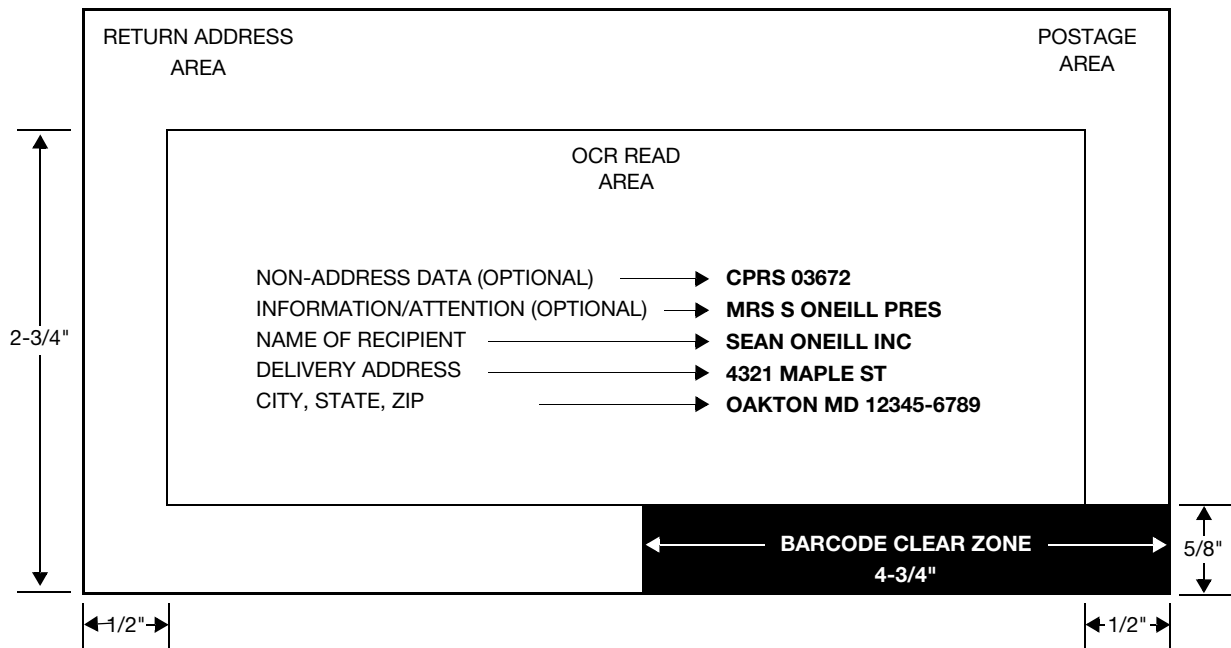 RETURN ADDRESS
AREA
POSTAGE
AREA
OCR READ
AREA
NON-ADDRESS DATA (OPTIONAL) CPRS 03672
INFORMATION/ATTENTION (OPTIONAL) MRS S ONEILL PRES
NAME OF RECIPIENT SEAN ONEILL INC
DELIVERY ADDRESS 4321 MAPLE ST
CITY, STATE, ZIP OAKTON MD 12345-6789
2-3/4"
BARCODE CLEAR ZONE
4-3/4"
5/8"
1/2"
1/2"